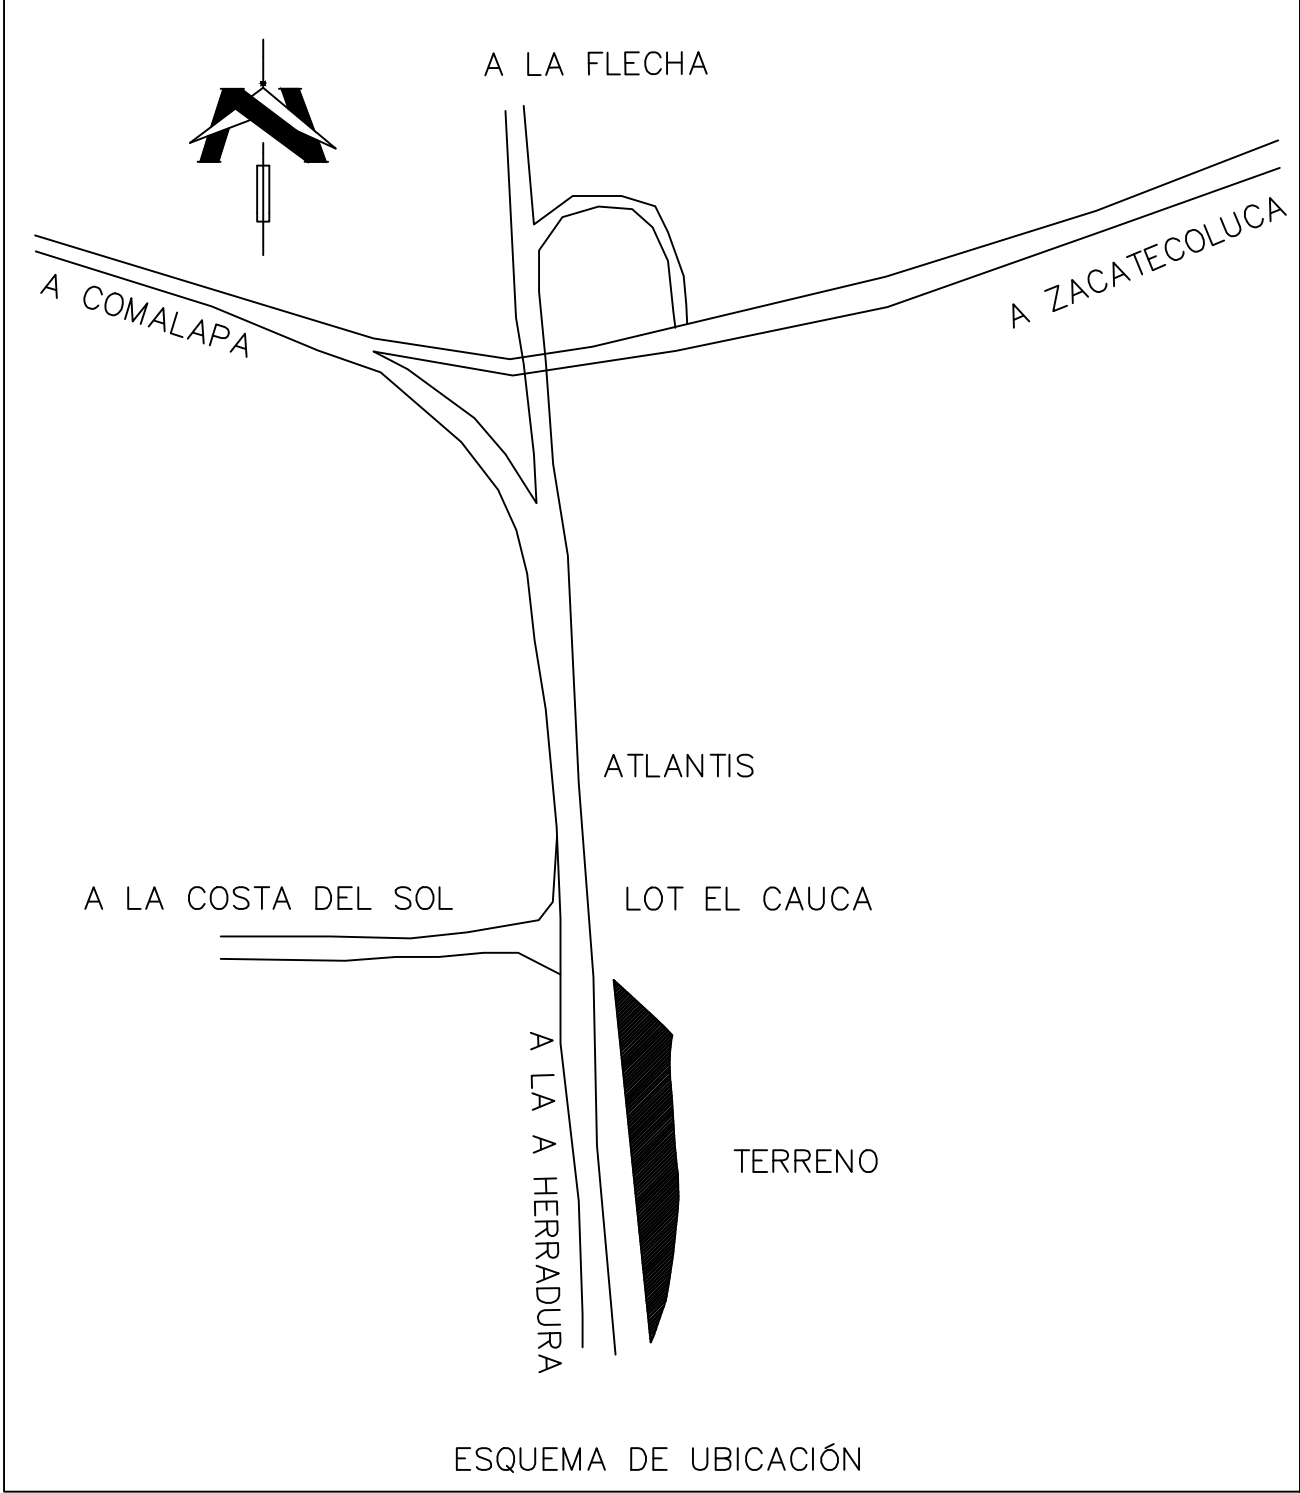 A LA FLECHA
A ZACATECOLUCA
A COMALAPA
ATLANTIS
A LA COSTA DEL SOL
LOT EL CAUCA
A LA A HERRADURA
TERRENO
ESQUEMA DE UBICACIÓN